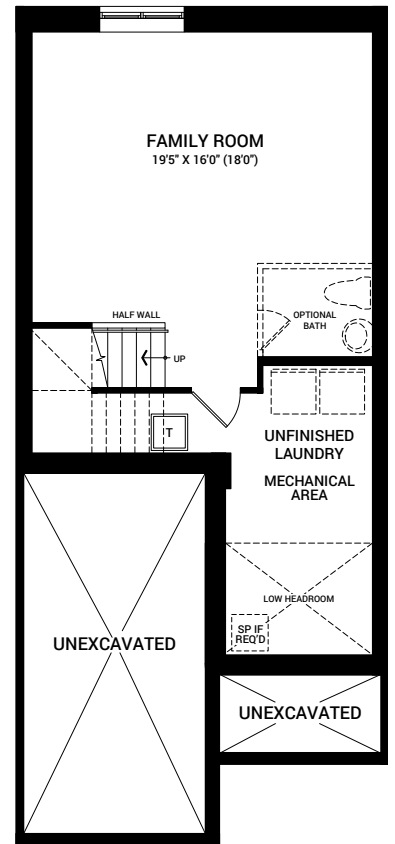 FAMILY ROOM
19'5" X 16'0" (18'0")
HALF WALL
OPTIONAL
BATH
UP
T
UNFINISHED
LAUNDRY
MECHANICAL
AREA
LOW HEADROOM
SP IF
REQ'D
UNEXCAVATED
UNEXCAVATED